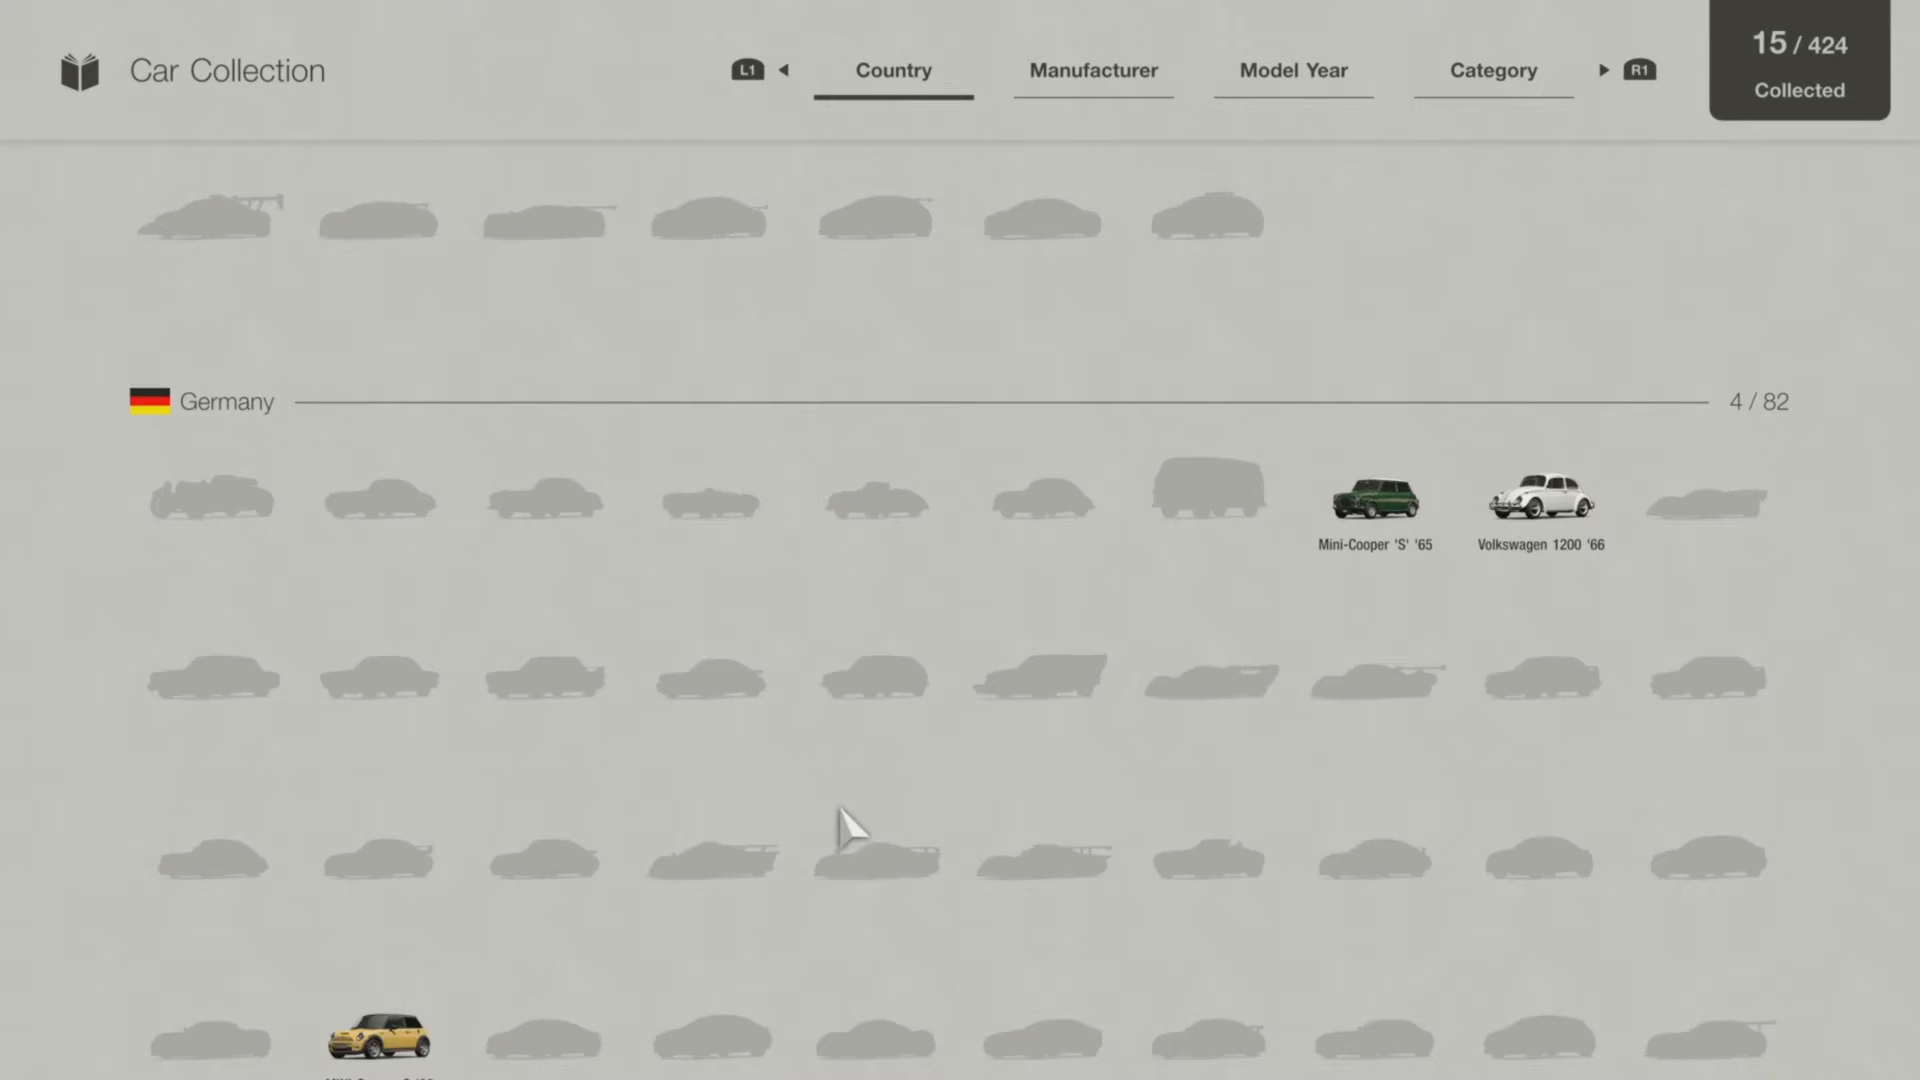 Car Collection
L1 Country Manufacturer Model Year Category R1
15 / 424
Collected
Germany 4 / 82
Mini-Cooper 'S' '65
Volkswagen 1200 '66